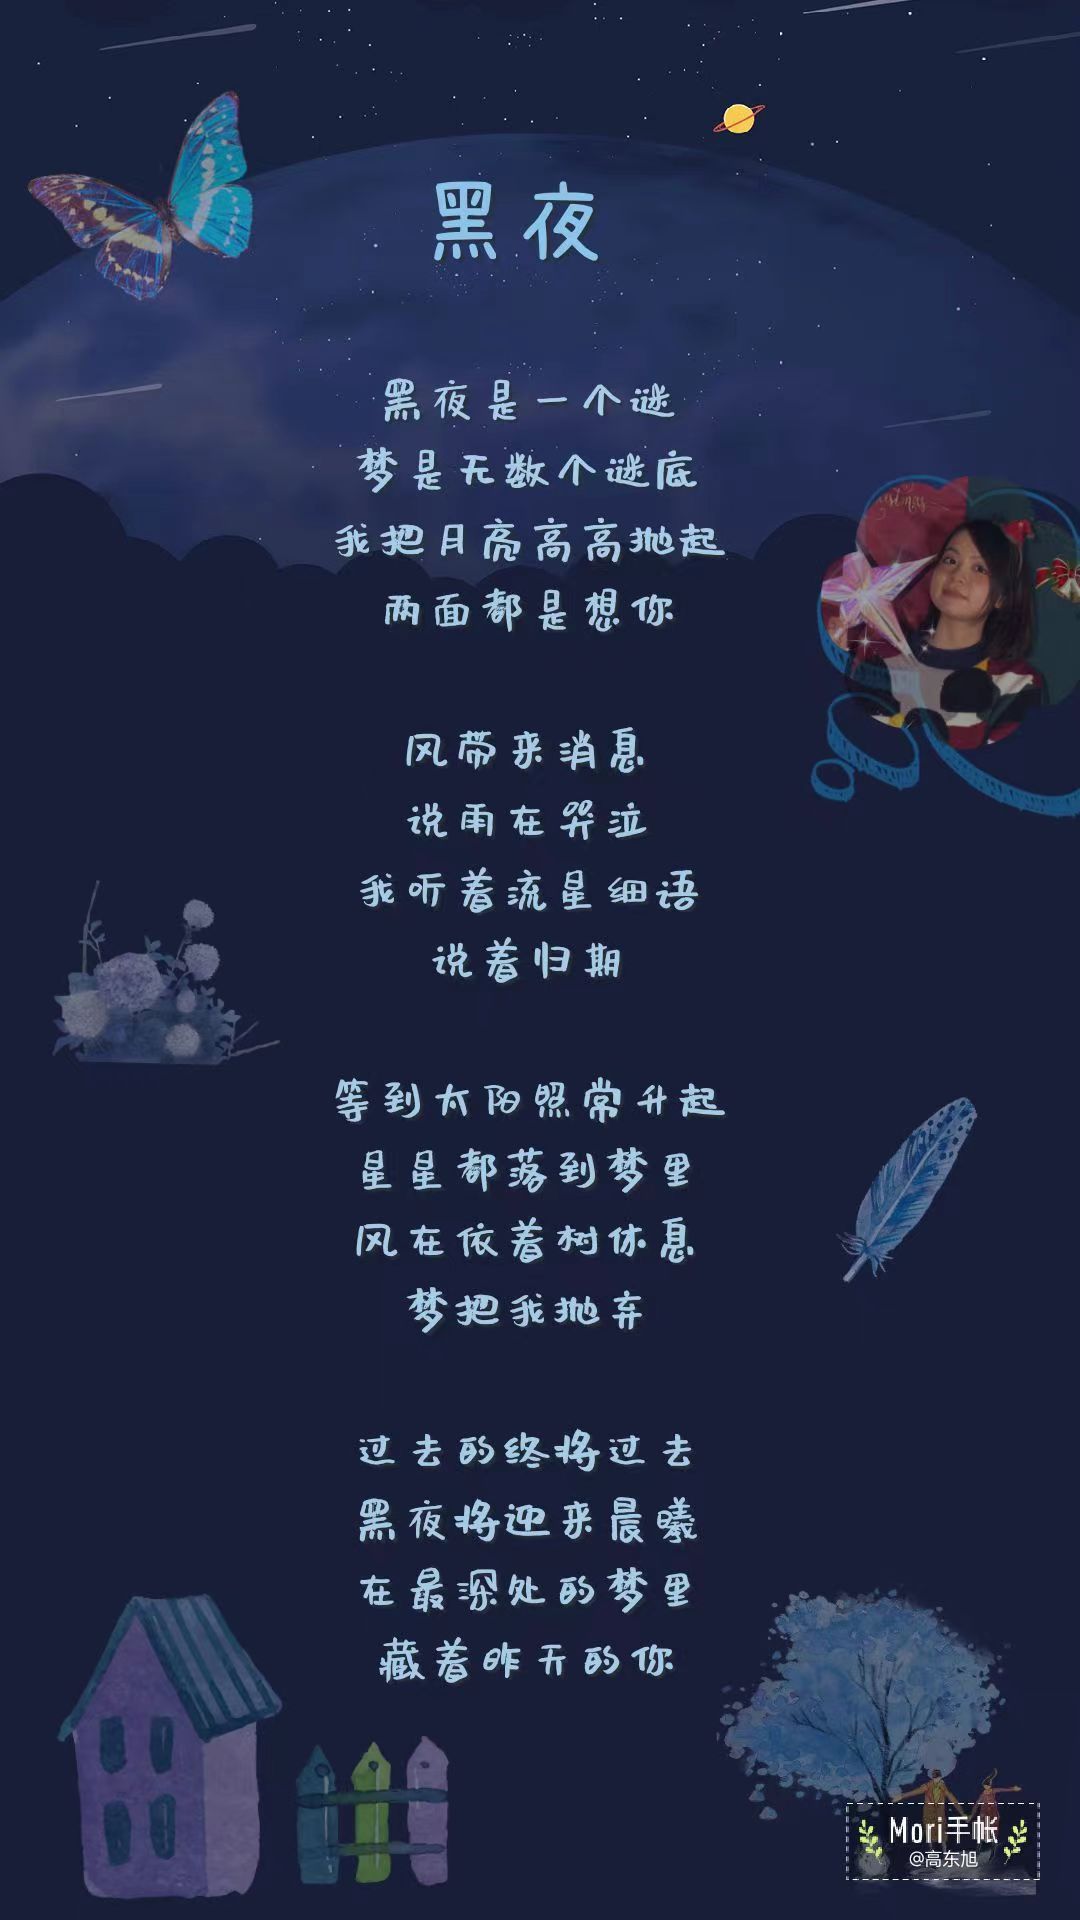 黑夜
黑夜是一个谜
梦是无数个谜底
我把月亮高高抛起
两面都是想你
风带来消息
说雨在哭泣
我听着流星细语
说着归期
等到太阳照常升起
星星都落到梦里
风在依着树休息
梦把我抛弃
过去的终将过去
黑夜将迎来晨曦
在最深处的梦里
藏着昨天的你
Mori手帐
@高东旭